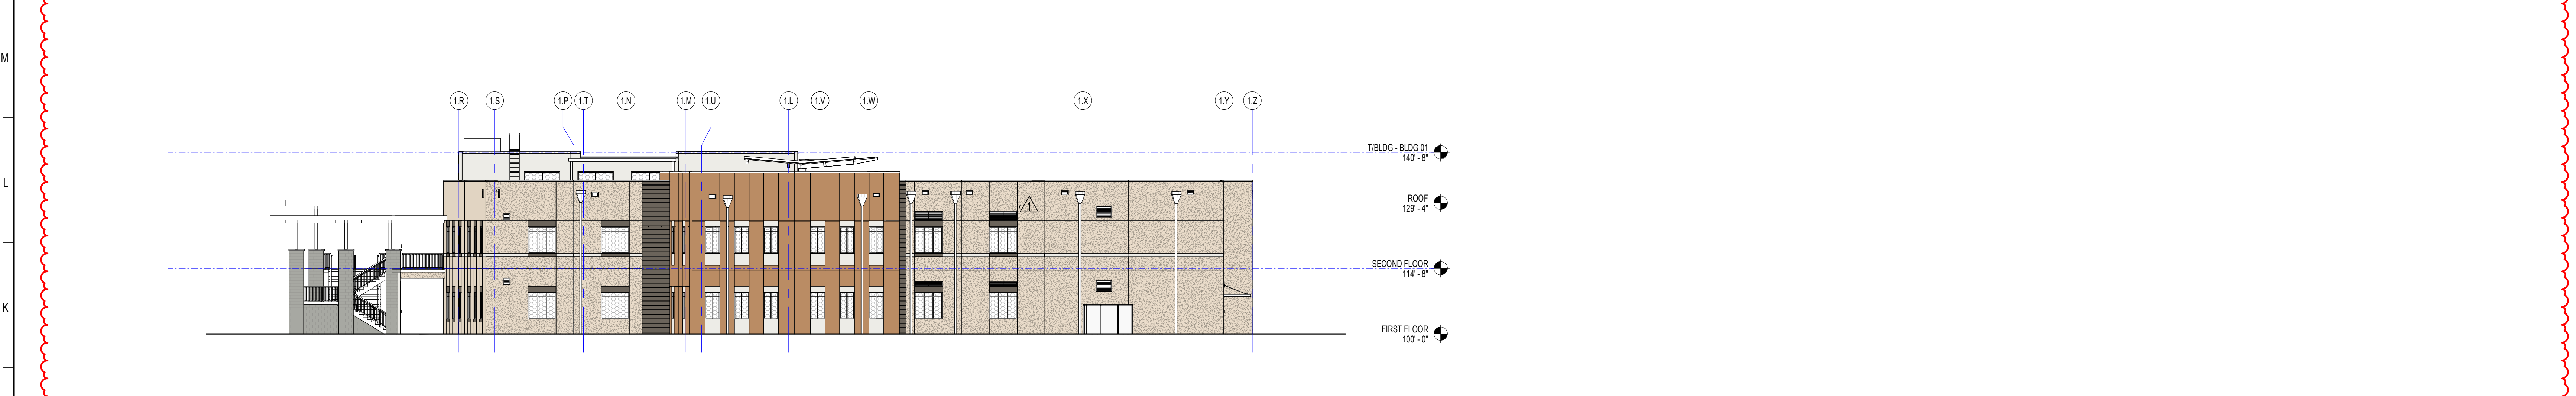 M
1.R 1.S 1.P 1.T 1.N 1.M 1.U 1.L 1.V 1.W 1.X 1.Y 1.Z
T/BLDG - BLDG 01
140' - 8"
L
ROOF
129' - 4"
1
SECOND FLOOR
114' - 8"
K
FIRST FLOOR
100' - 0"